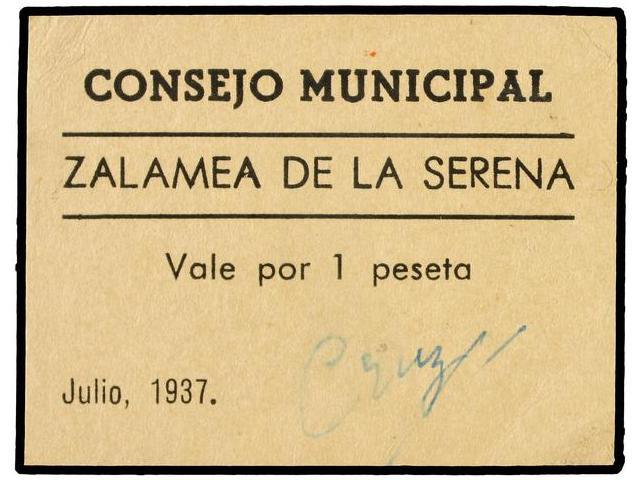 CONSEJO MUNICIPAL
ZALAMEA DE LA SERENA
Vale por 1 peseta
Julio, 1937.